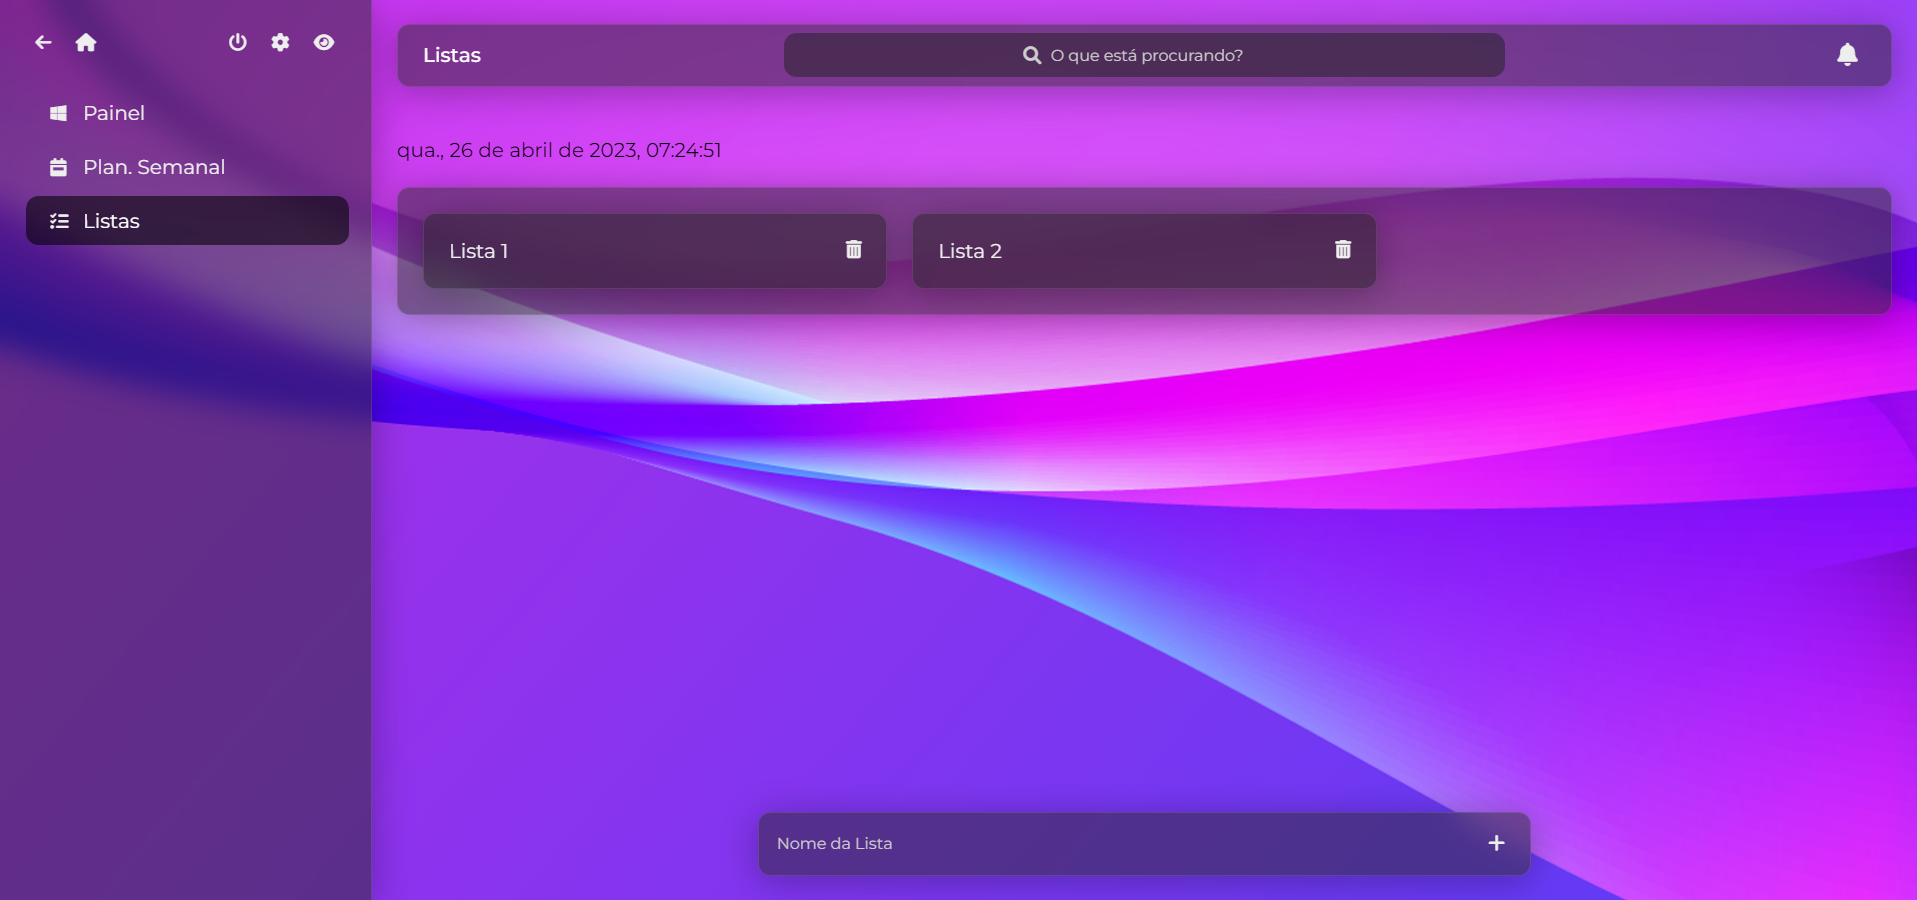 Painel
Plan. Semanal
Listas
Listas
O que está procurando?
qua., 26 de abril de 2023, 07:24:51
Lista 1
Lista 2
Nome da Lista